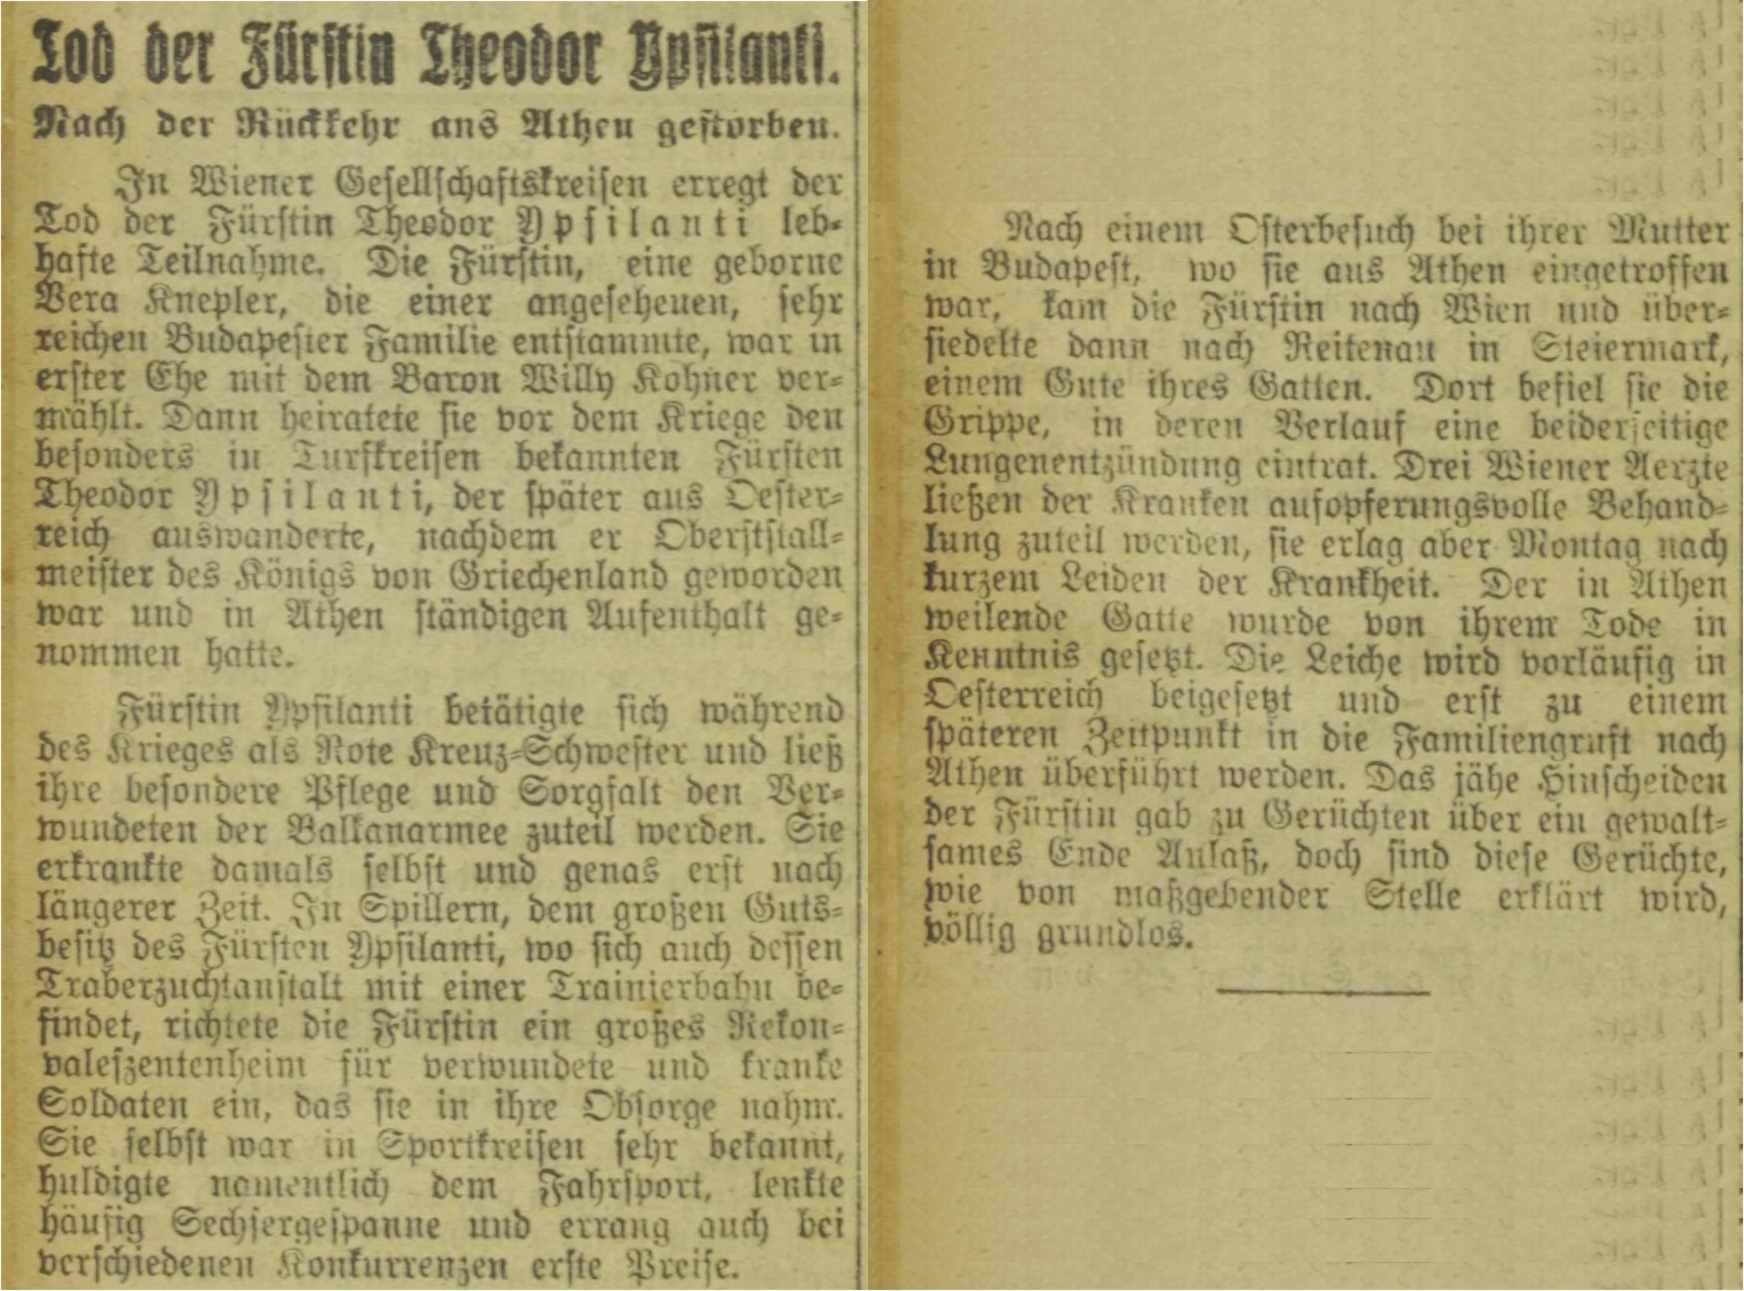 Tod der Fürstin Theodor Ypsilanti.
Nach der Rückkehr ans Athen gestorben.
In Wiener Gesellschaftskreisen erregt der
Tod der Fürstin Theodor Ypsilanti leb-
hafte Teilnahme. Die Fürstin, eine geborne
Vera Knepler, die einer angesehenen, sehr
reichen Budapester Familie entstammte, war in
erster Ehe mit dem Baron Willy Kohner ver-
mählt. Dann heiratete sie vor dem Kriege den
besonders in Turfkreisen bekannten Fürsten
Theodor Ypsilanti, der später aus Oester-
reich auswanderte, nachdem er Oberststall-
meister des Königs von Griechenland geworden
war und in Athen ständigen Aufenthalt ge-
nommen hatte.
Fürstin Ypsilanti betätigte sich während
des Krieges als Rote Kreuz-Schwester und ließ
ihre besondere Pflege und Sorgfalt den Ver-
wundeten der Balkanarmee zuteil werden. Sie
erkrankte damals selbst und genas erst nach
längerer Zeit. In Spillern, dem großen Guts-
besitz des Fürsten Ypsilanti, wo sich auch dessen
Traberzuchtanstalt mit einer Trainierbahn be-
findet, richtete die Fürstin ein großes Rekon-
valeszentenheim für verwundete und kranke
Soldaten ein, das sie in ihre Obsorge nahm.
Sie selbst war in Sportkreisen sehr bekannt,
huldigte namentlich dem Fahrsport, lenkte
häufig Sechsergespanne und errang auch bei
verschiedenen Konkurrenzen erste Preise.
Nach einem Osterbesuch bei ihrer Mutter
in Budapest, wo sie aus Athen eingetroffen
war, kam die Fürstin nach Wien und über-
siedelte dann nach Reitenau in Steiermark,
einem Gute ihres Gatten. Dort befiel sie die
Grippe, in deren Verlauf eine beiderseitige
Lungenentzündung eintrat. Drei Wiener Aerzte
ließen der Kranken aufopferungsvolle Behand-
lung zuteil werden, sie erlag aber Montag nach
kurzem Leiden der Krankheit. Der in Athen
weilende Gatte wurde von ihrem Tode in
Kenntnis gesetzt. Die Leiche wird vorläufig in
Oesterreich beigesetzt und erst zu einem
späteren Zeitpunkt in die Familiengruft nach
Athen überführt werden. Das jähe Hinscheiden
der Fürstin gab zu Gerüchten über ein gewalt-
sames Ende Anlaß, doch sind diese Gerüchte,
wie von maßgebender Stelle erklärt wird,
völlig grundlos.